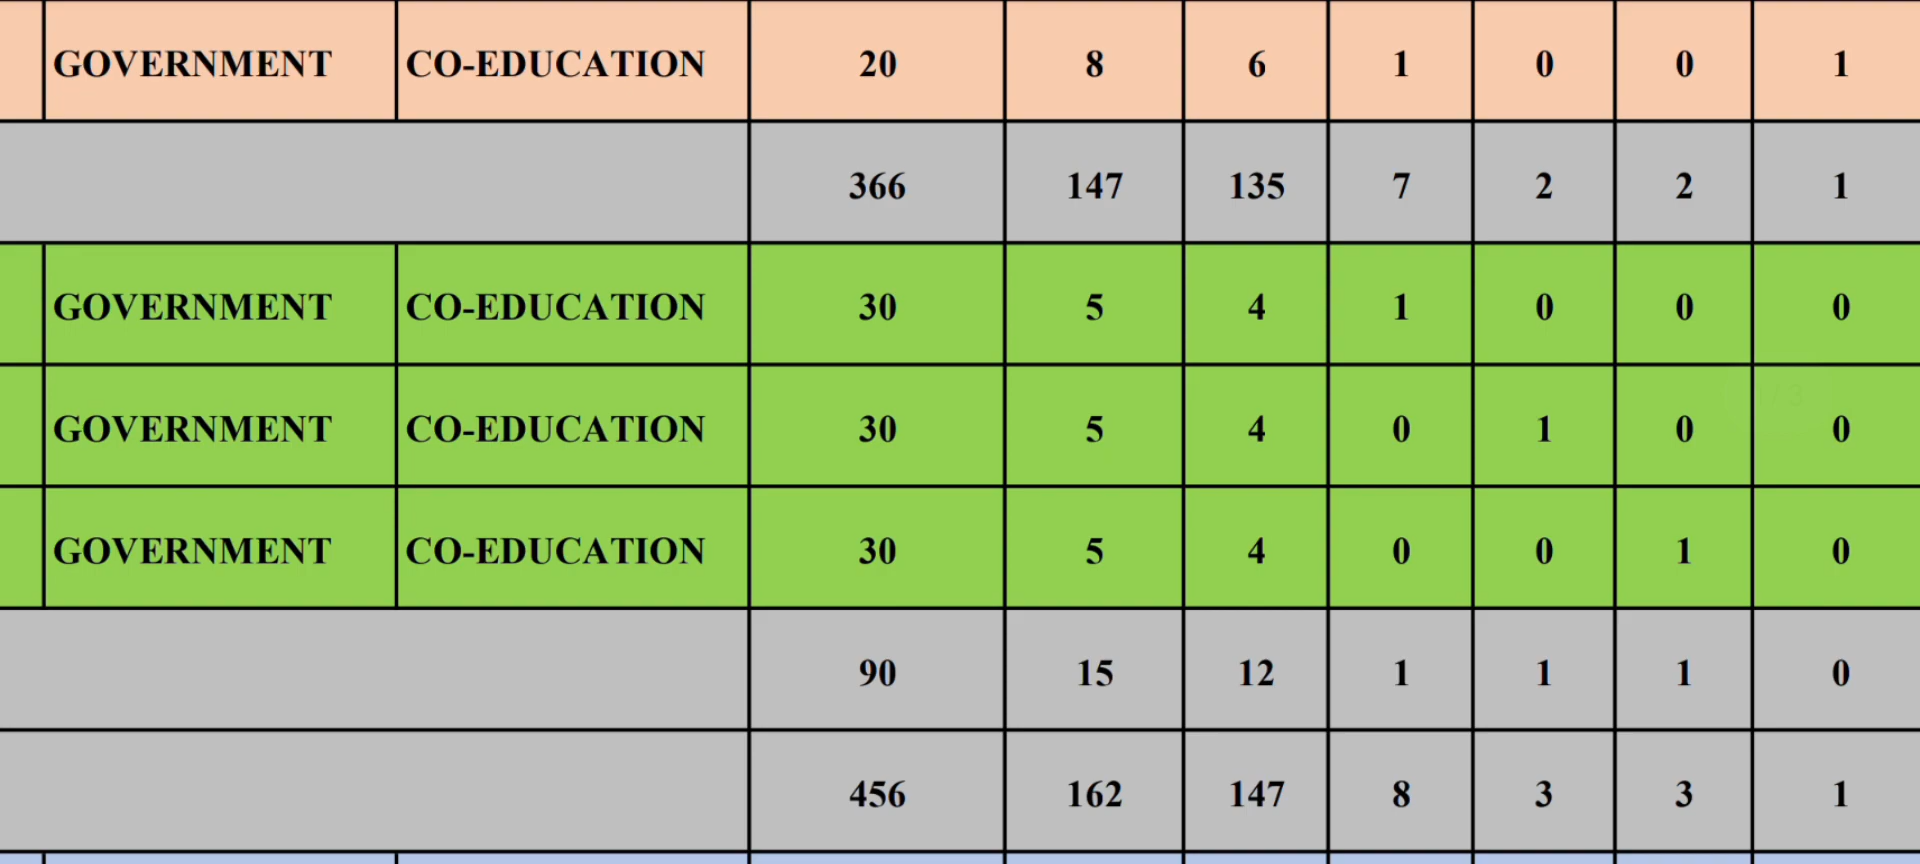 GOVERNMENT CO-EDUCATION 20 8 6 1 0 0 1
366 147 135 7 2 2 1
GOVERNMENT CO-EDUCATION 30 5 4 1 0 0 0
GOVERNMENT CO-EDUCATION 30 5 4 0 1 0 0
GOVERNMENT CO-EDUCATION 30 5 4 0 0 1 0
90 15 12 1 1 1 0
456 162 147 8 3 3 1